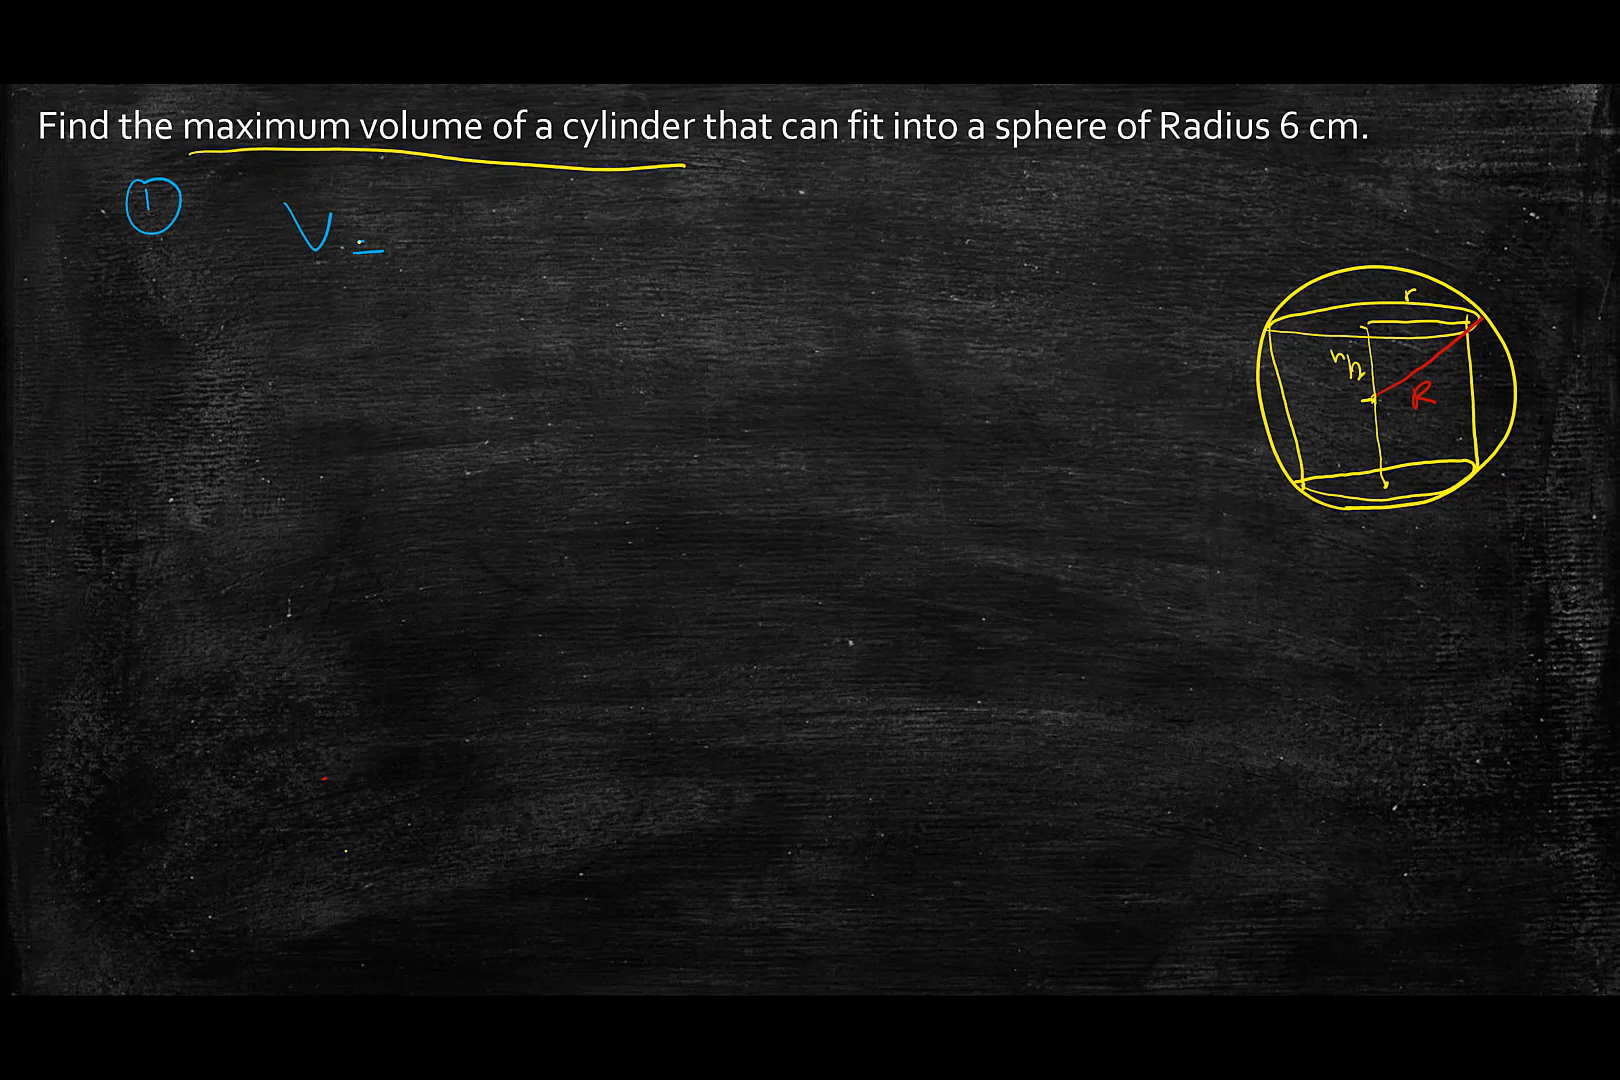 Find the maximum volume of a cylinder that can fit into a sphere of Radius 6 cm.
① V =
r
h
R